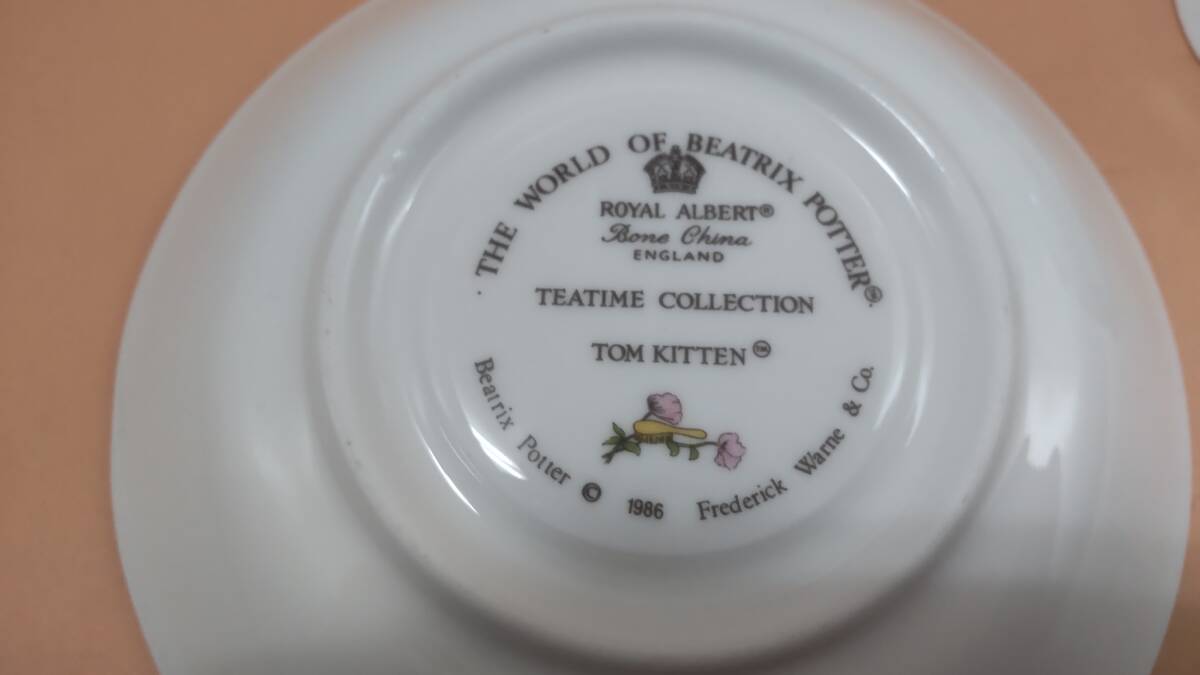 · THE WORLD OF BEATRIX POTTER® ·
ROYAL ALBERT®
Bone China
ENGLAND
TEATIME COLLECTION
TOM KITTEN™
Beatrix Potter © 1986 Frederick Warne & Co.